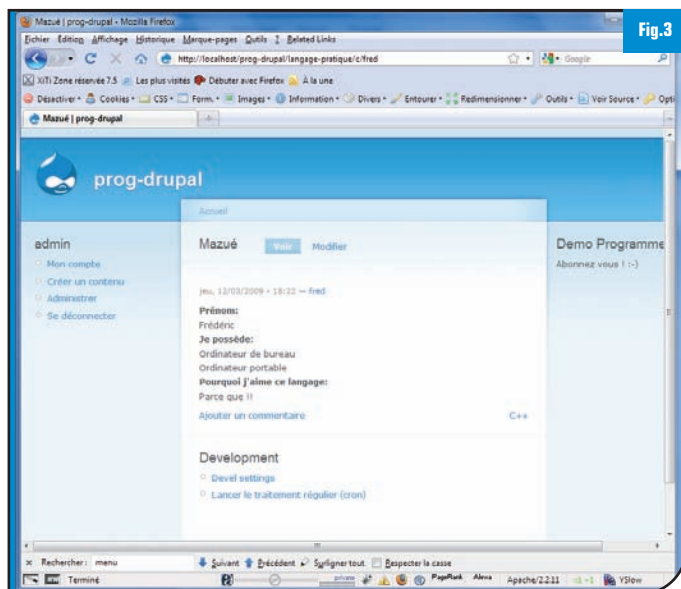 Fig.3
Mazué | prog-drupal - Mozilla Firefox
Fichier Édition Affichage Historique Marque-pages Outils ? Related Links
http://localhost/prog-drupal/langage-pratique/c/fred
Google
XiTi Zone réservée 7.5 Les plus visités Débuter avec Firefox À la une
Désactiver Cookies CSS Form. Images Information Divers Entourer Redimensionner Outils Voir Source Opti
Mazué | prog-drupal
prog-drupal
Accueil
admin
Mon compte
Créer un contenu
Administrer
Se déconnecter
Mazué
Voir
Modifier
jeu, 12/03/2009 - 18:22 — fred
Prénom:
Frédéric
Je possède:
Ordinateur de bureau
Ordinateur portable
Pourquoi j'aime ce langage:
Parce que !!
Ajouter un commentaire
C++
Development
Devel settings
Lancer le traitement régulier (cron)
Demo Programme
Abonnez vous ! :-)
Rechercher: menu
Suivant Précédent Surligner tout Respecter la casse
Terminé
private
PageRank Alexa Apache/2.2.11 -1 YSlow